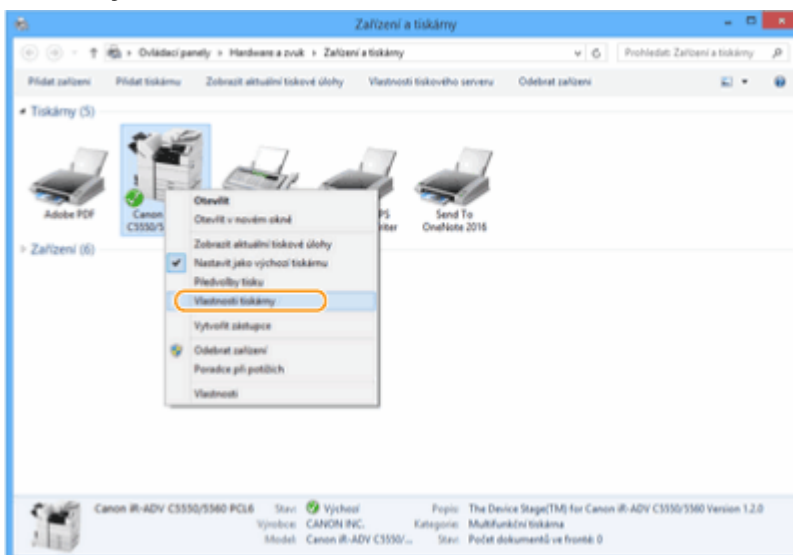 Zařízení a tiskárny
Ovládací panely › Hardware a zvuk › Zařízení a tiskárny
Prohledat: Zařízení a tiskárny
Přidat zařízení Přidat tiskárnu Zobrazit aktuální tiskové úlohy Vlastnosti tiskového serveru Odebrat zařízení
Tiskárny (5)
Adobe PDF
Canon
C5550/5
PS
Send To
OneNote 2016
Otevřít
Otevřít v novém okně
Zobrazit aktuální tiskové úlohy
Nastavit jako výchozí tiskárnu
Předvolby tisku
Vlastnosti tiskárny
Vytvořit zástupce
Odebrat zařízení
Poradce při potížích
Vlastnosti
Zařízení (6)
Canon iR-ADV C5550/5560 PCL6 Stav: Výchozí Popis: The Device Stage(TM) for Canon iR-ADV C5550/5560 Version 1.2.0
Výrobce: CANON INC. Kategorie: Multifunkční tiskárna
Model: Canon iR-ADV C5550/... Stav: Počet dokumentů ve frontě: 0